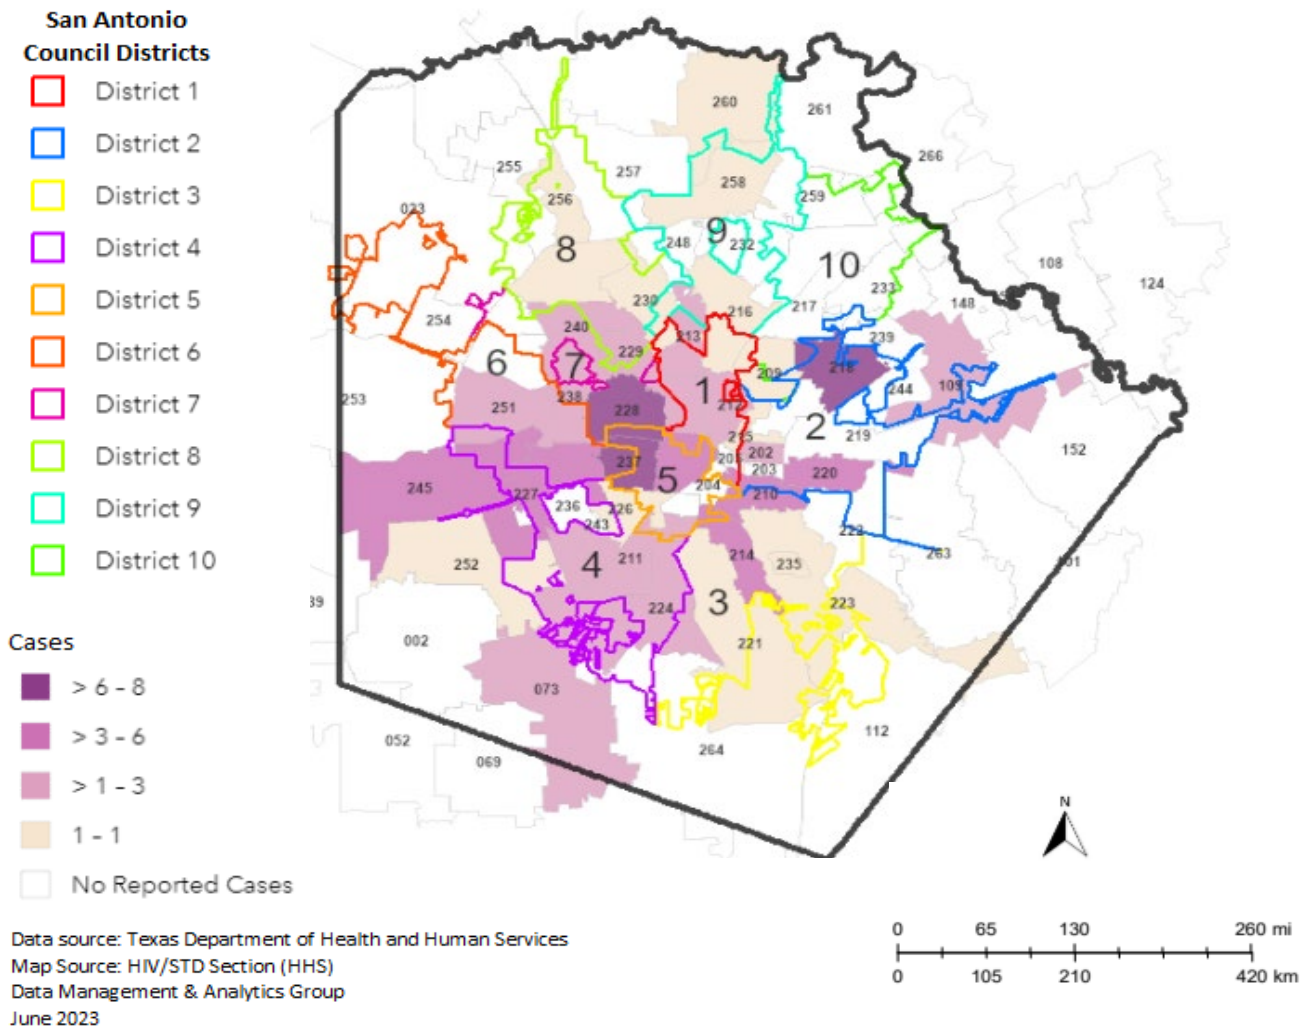 San Antonio
Council Districts
District 1
District 2
District 3
District 4
District 5
District 6
District 7
District 8
District 9
District 10
Cases
> 6 - 8
> 3 - 6
> 1 - 3
1 - 1
No Reported Cases
260
261
266
255
257
256
258
259
023
8
248
9
232
10
108
124
230
216
217
233
148
254
240
229
213
239
6
7
209
218
253
251
238
228
1
212
244
109
2
219
152
215
202
237
5
203
220
245
227
204
210
236
226
243
222
263
252
4
211
214
235
39
3
224
223
002
221
073
052
069
264
112
N
Data source: Texas Department of Health and Human Services
Map Source: HIV/STD Section (HHS)
Data Management & Analytics Group
June 2023
0 65 130 260 mi
0 105 210 420 km